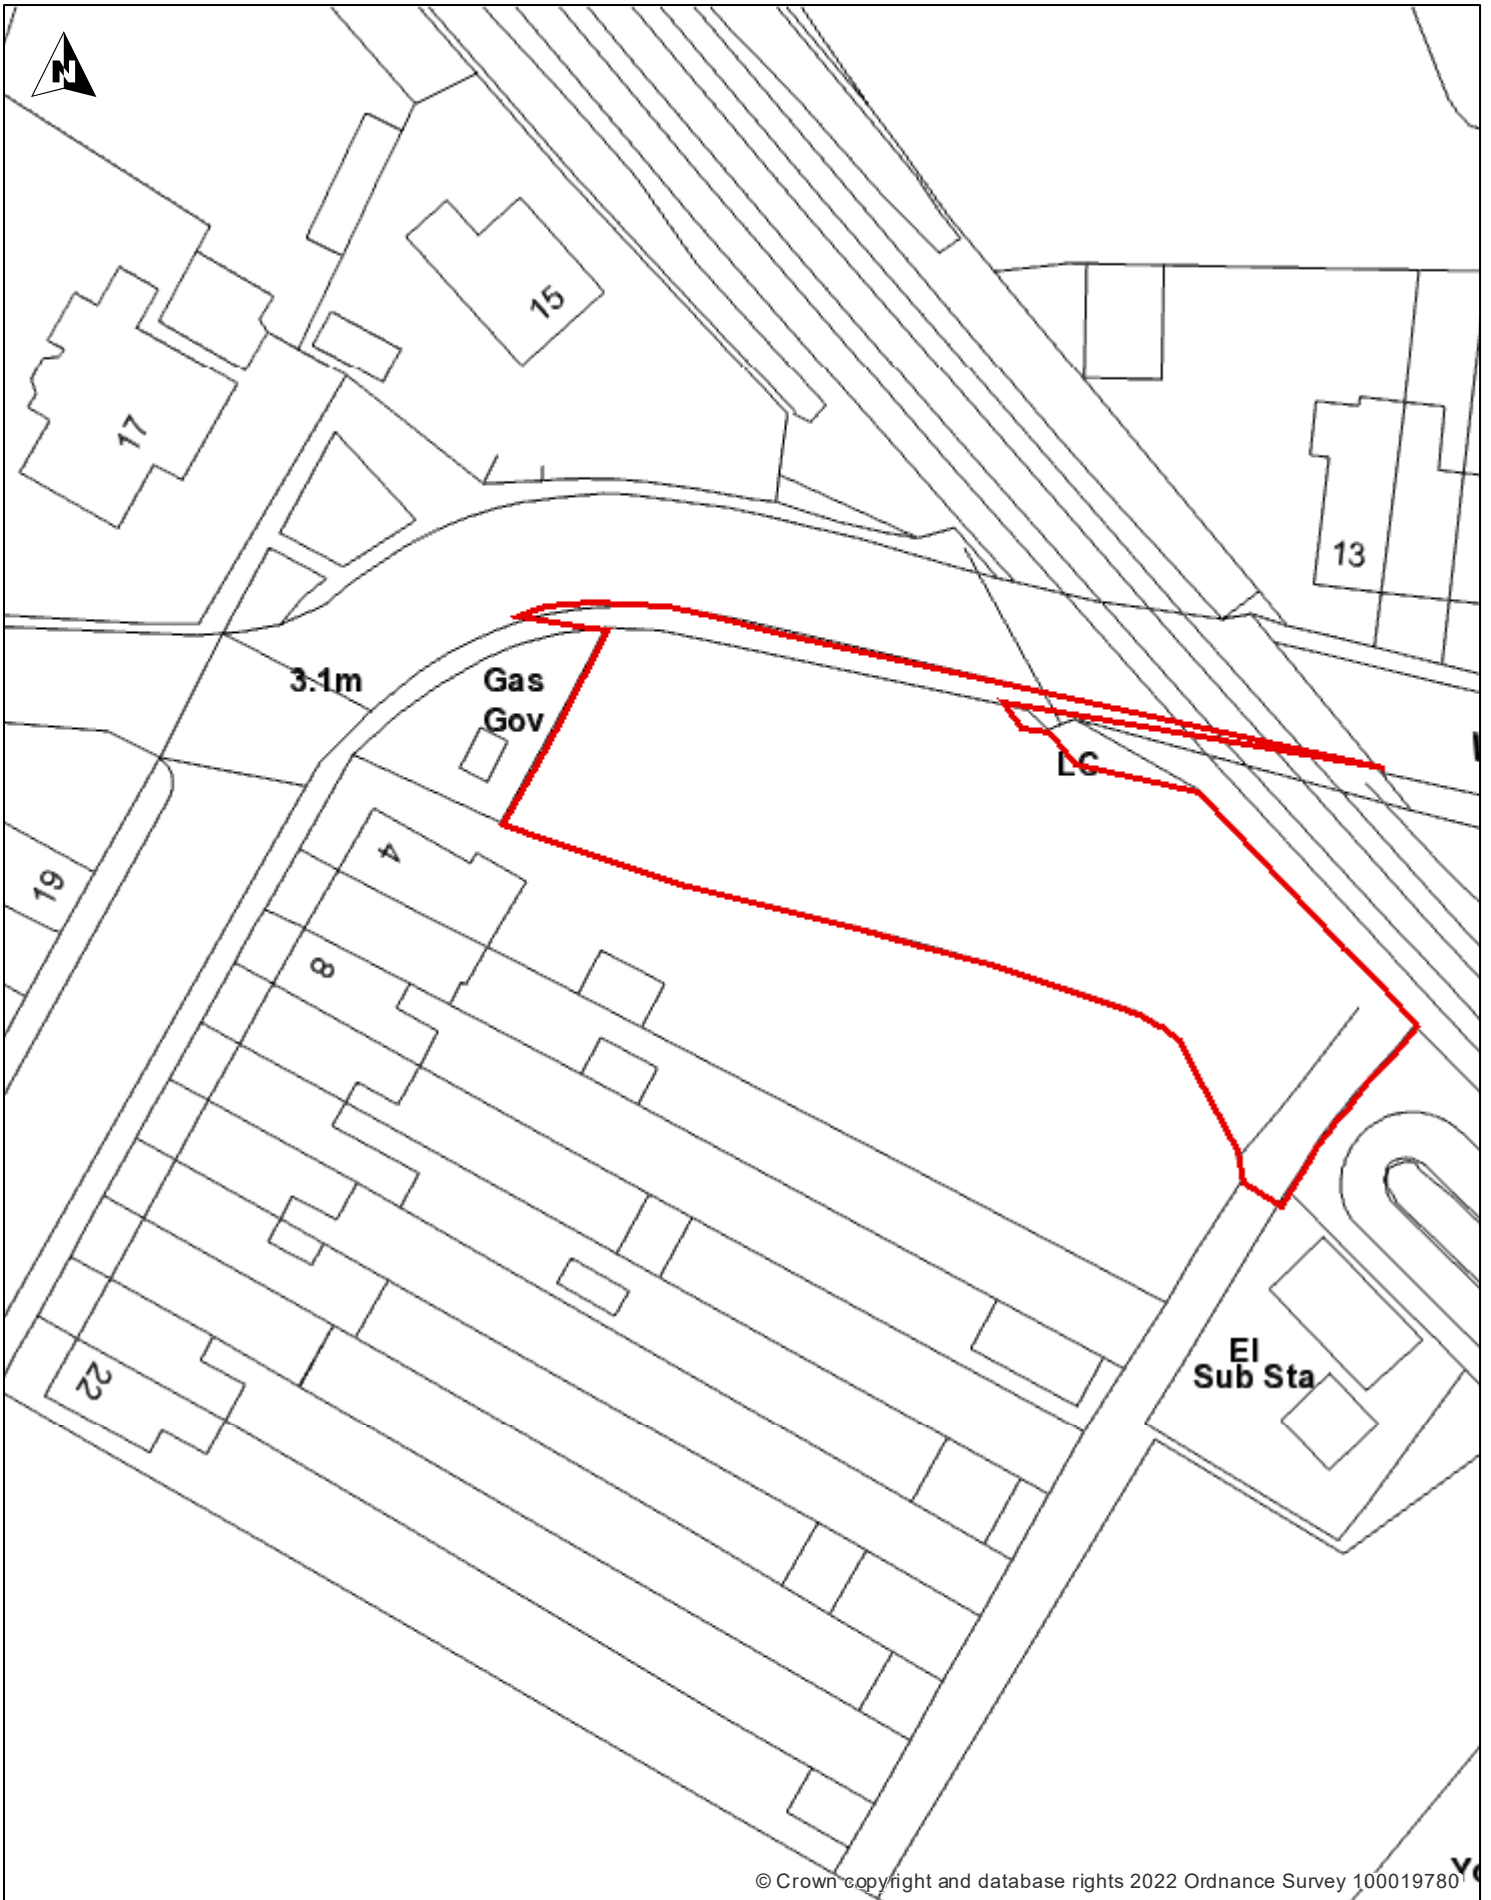 N
15
17
13
3.1m
Gas
Gov
LC
4
19
8
El
Sub Sta
22
© Crown copyright and database rights 2022 Ordnance Survey 100019780